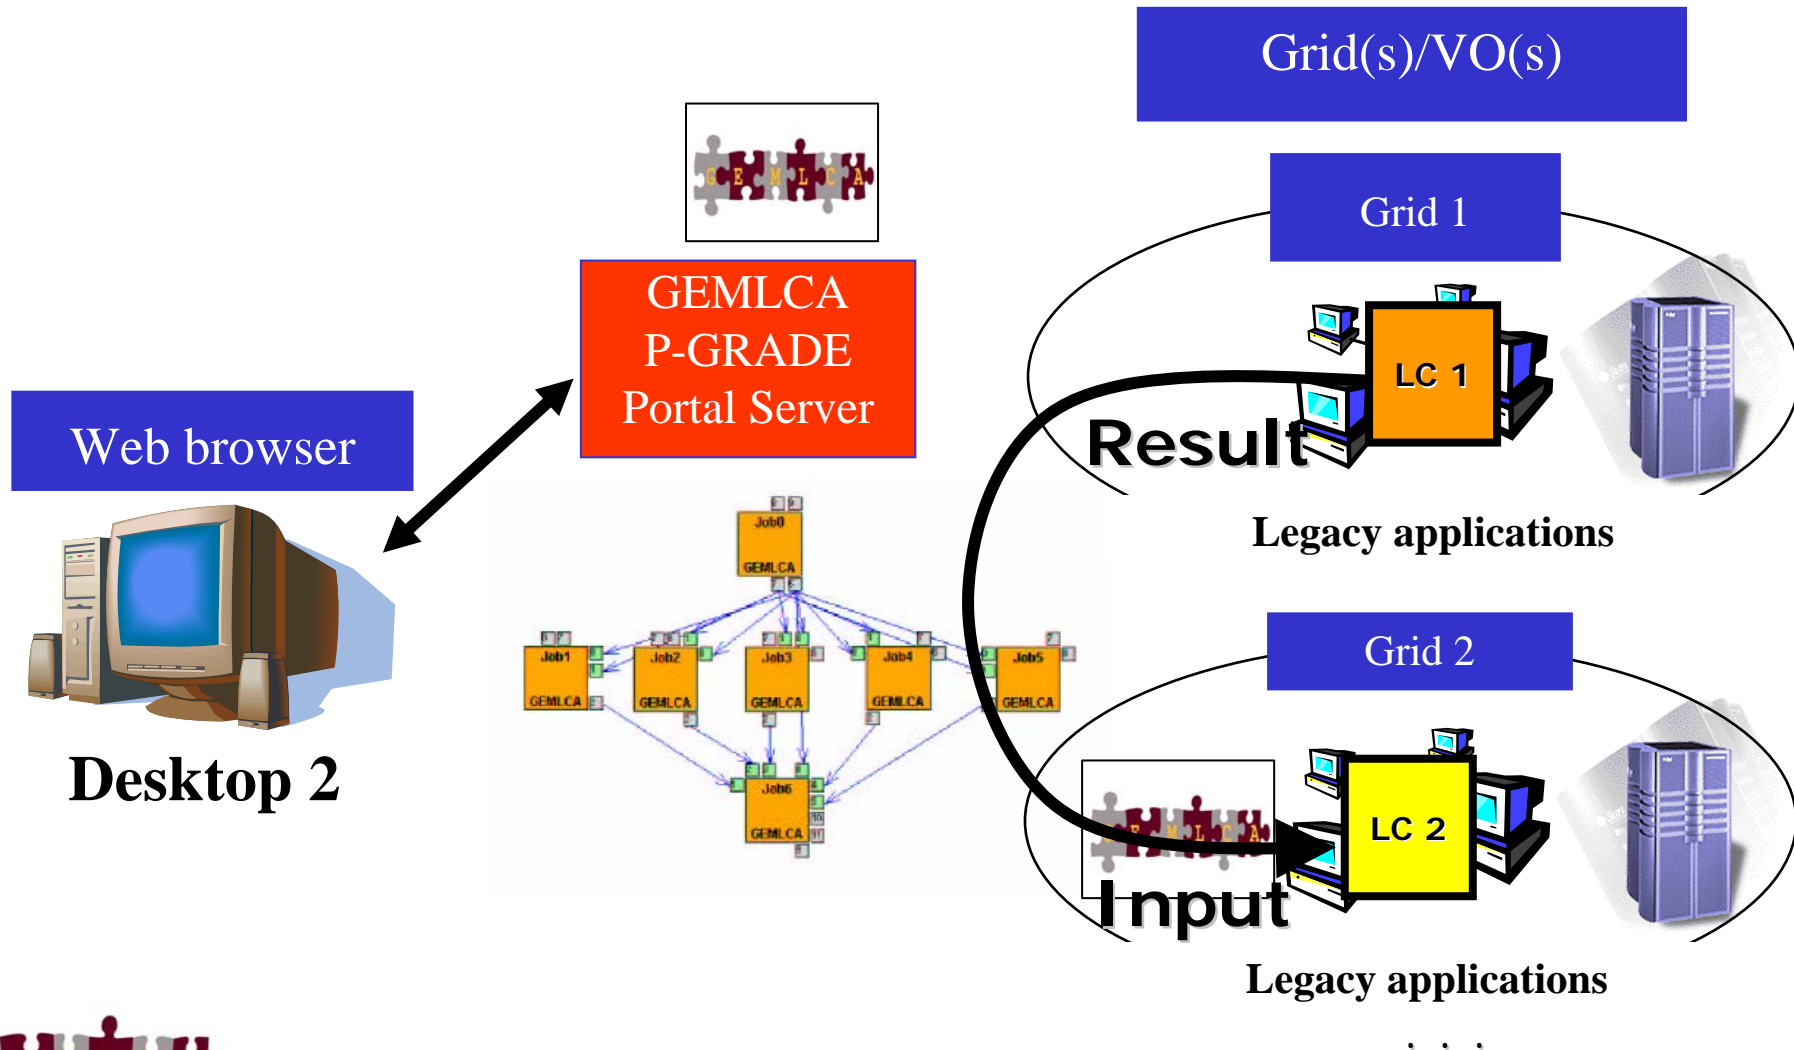 Grid(s)/VO(s)
GEMLCA
GEMLCA
P-GRADE
Portal Server
Web browser
Desktop 2
Grid 1
LC 1
Result
Legacy applications
Job0
GEMLCA
Job1
GEMLCA
Job2
GEMLCA
Job3
GEMLCA
Job4
GEMLCA
Job5
GEMLCA
Job6
GEMLCA
Grid 2
LC 2
E M L C A
Input
Legacy applications
. . .